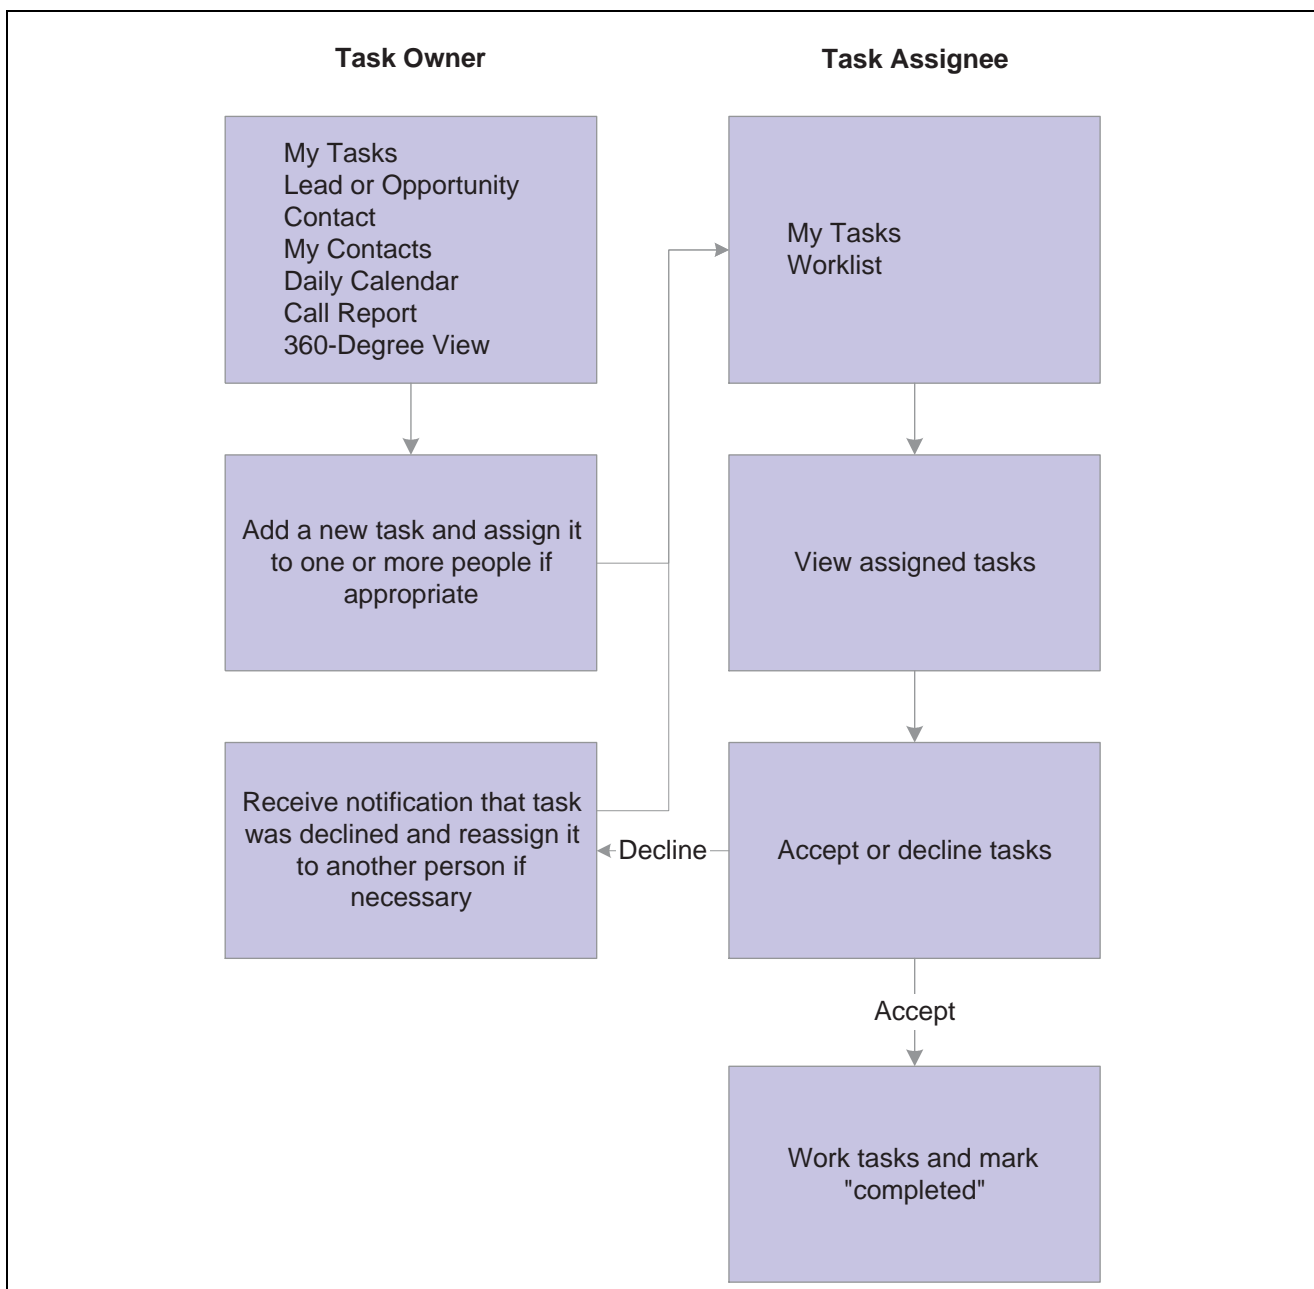 Task Owner
Task Assignee
My Tasks
Lead or Opportunity
Contact
My Contacts
Daily Calendar
Call Report
360-Degree View
My Tasks
Worklist
Add a new task and assign it
to one or more people if
appropriate
View assigned tasks
Receive notification that task
was declined and reassign it
to another person if
necessary
Decline
Accept or decline tasks
Accept
Work tasks and mark
"completed"